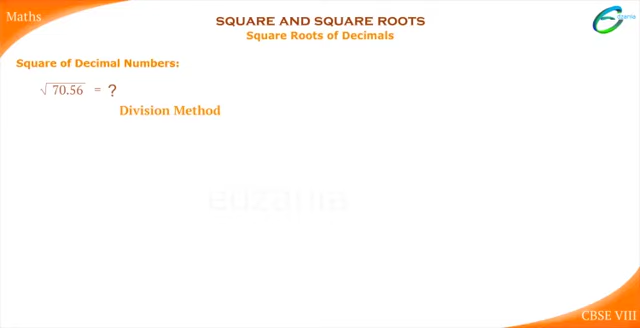 Maths
SQUARE AND SQUARE ROOTS
Square Roots of Decimals
Square of Decimal Numbers:
√70.56 = ?
Division Method
CBSE VIII